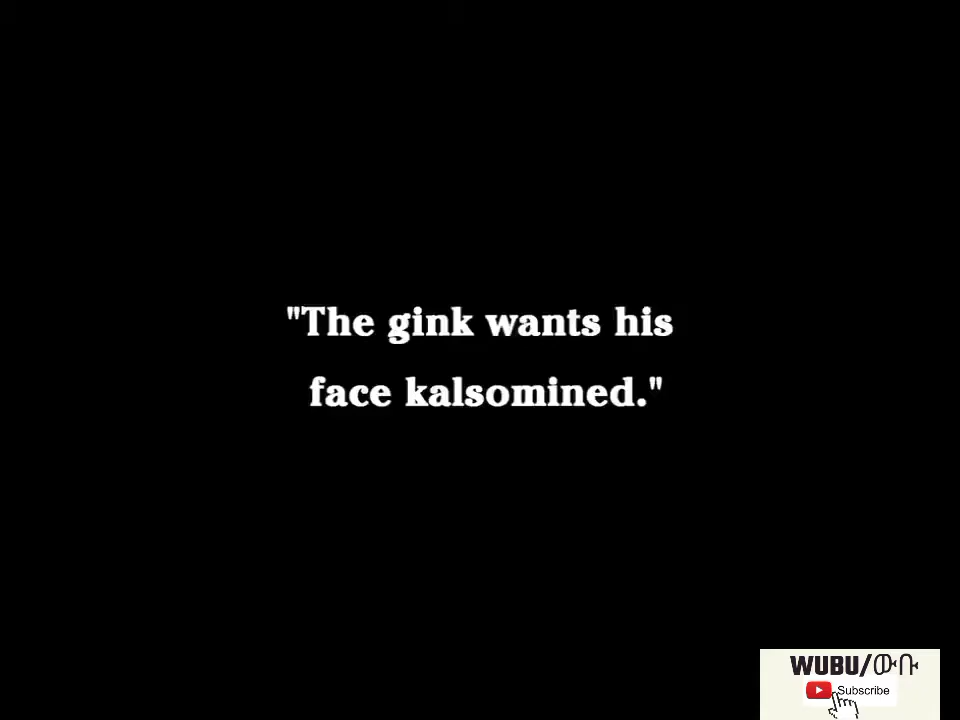 "The gink wants his
face kalsomined."
WUBU/ውቡ
Subscribe